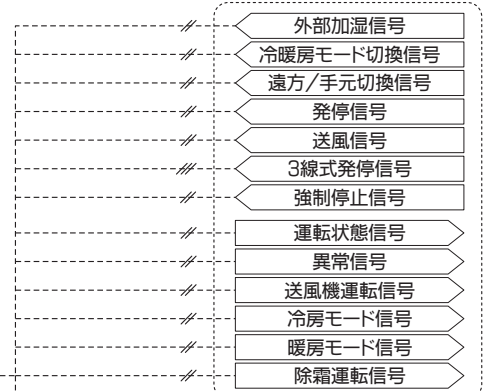 外部加湿信号
冷暖房モード切換信号
遠方/手元切換信号
発停信号
送風信号
3線式発停信号
強制停止信号
運転状態信号
異常信号
送風機運転信号
冷房モード信号
暖房モード信号
除霜運転信号